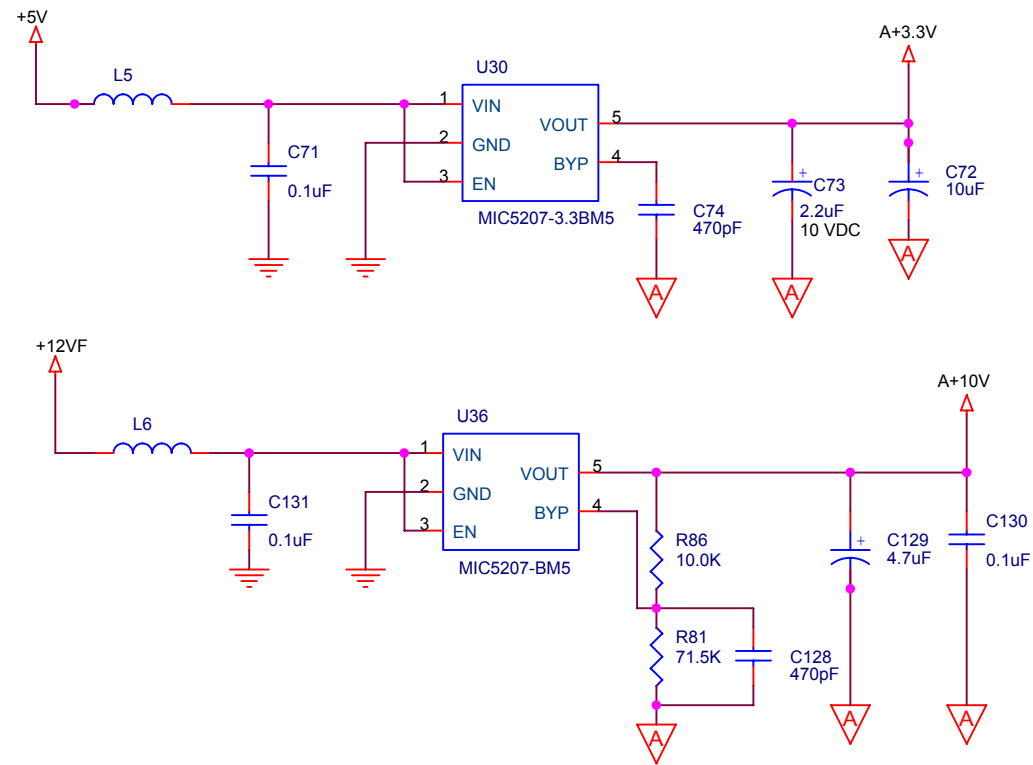 +5V
A+3.3V
L5
U30
1
VIN
VOUT
5
2
GND
BYP
4
3
EN
MIC5207-3.3BM5
C71
0.1uF
C74
470pF
+
C73
2.2uF
10 VDC
+
C72
10uF
A
A
A
+12VF
A+10V
L6
U36
1
VIN
VOUT
5
2
GND
BYP
4
3
EN
MIC5207-BM5
C131
0.1uF
R86
10.0K
+
C129
4.7uF
C130
0.1uF
R81
71.5K
C128
470pF
A
A
A